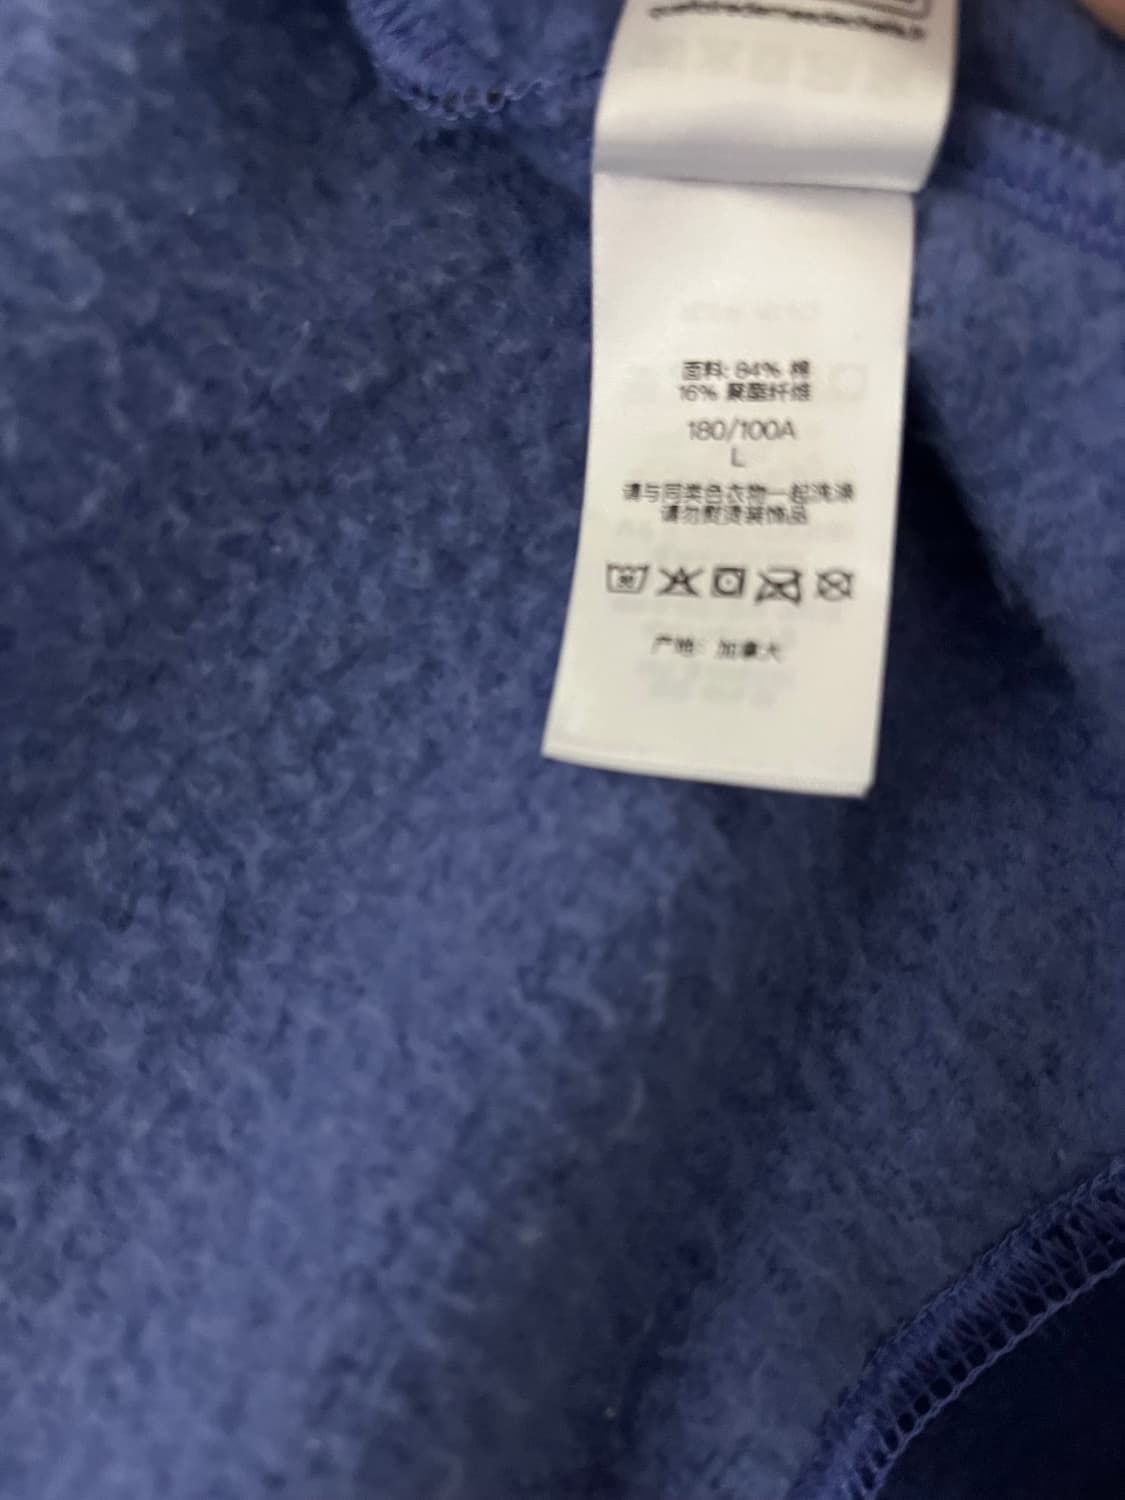 面料: 84% 棉
16% 聚酯纤维
180/100A
L
请与同类色衣物一起洗涤
请勿熨烫装饰品
30
产地: 加拿大